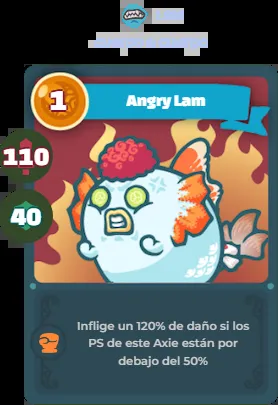 1
Angry Lam
110
40
Inflige un 120% de daño si los
PS de este Axie están por
debajo del 50%